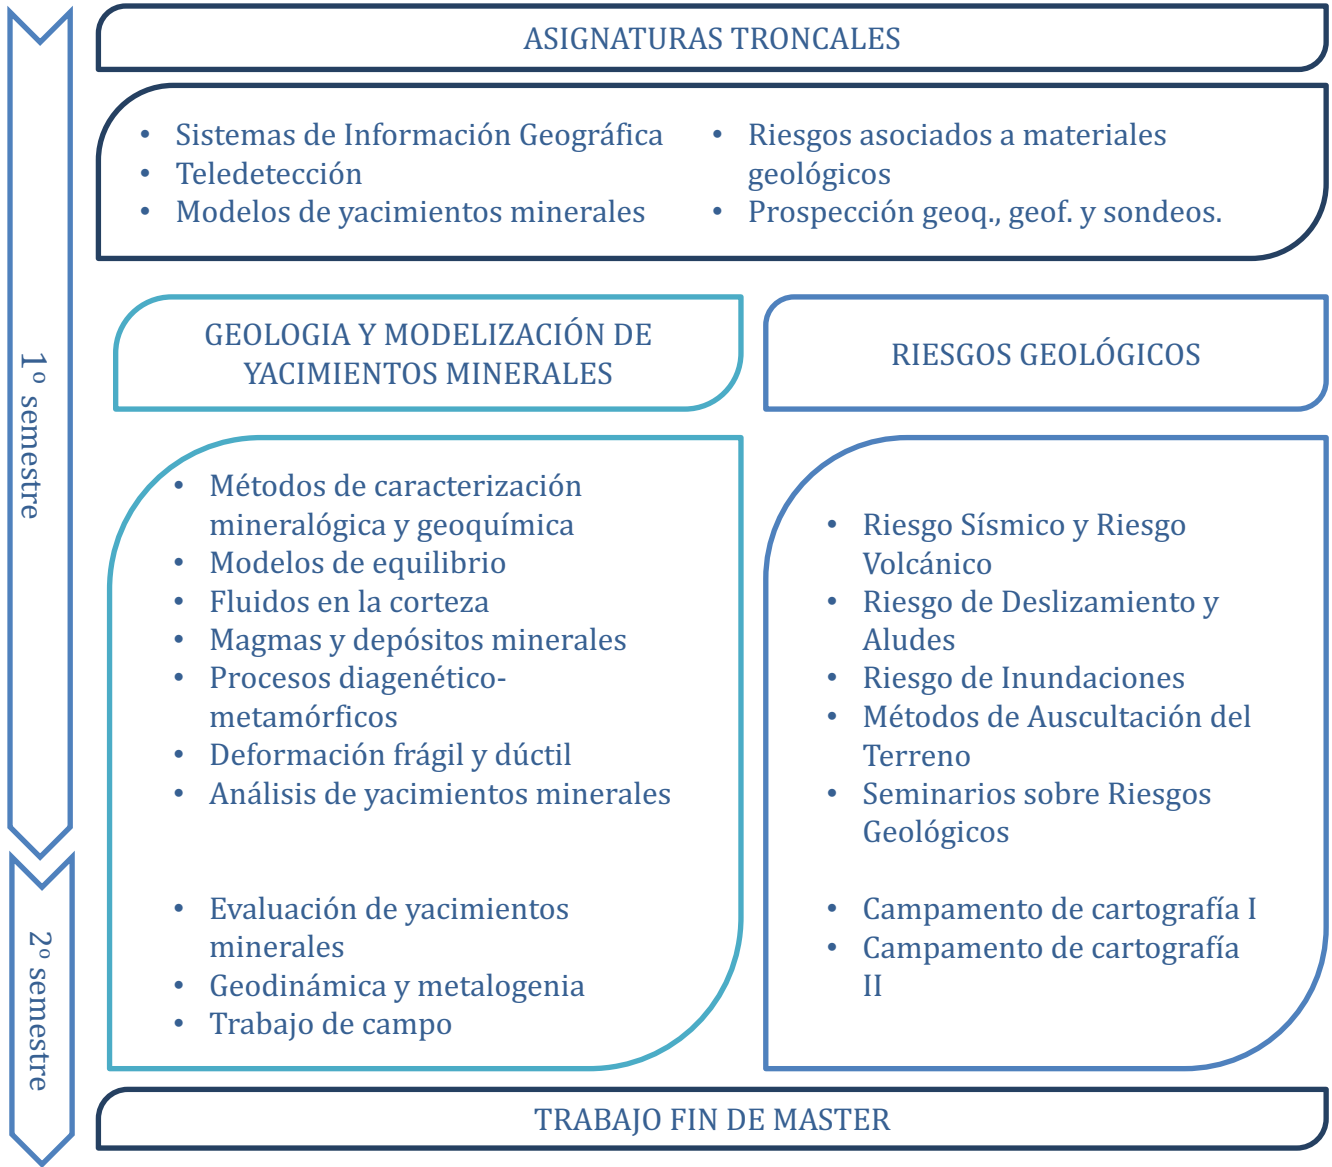 ASIGNATURAS TRONCALES
• Sistemas de Información Geográfica
• Teledetección
• Modelos de yacimientos minerales
• Riesgos asociados a materiales
geológicos
• Prospección geoq., geof. y sondeos.
1º semestre
GEOLOGIA Y MODELIZACIÓN DE
YACIMIENTOS MINERALES
• Métodos de caracterización
mineralógica y geoquímica
• Modelos de equilibrio
• Fluidos en la corteza
• Magmas y depósitos minerales
• Procesos diagenético-
metamórficos
• Deformación frágil y dúctil
• Análisis de yacimientos minerales
• Evaluación de yacimientos
minerales
• Geodinámica y metalogenia
• Trabajo de campo
RIESGOS GEOLÓGICOS
• Riesgo Sísmico y Riesgo
Volcánico
• Riesgo de Deslizamiento y
Aludes
• Riesgo de Inundaciones
• Métodos de Auscultación del
Terreno
• Seminarios sobre Riesgos
Geológicos
• Campamento de cartografía I
• Campamento de cartografía
II
2º semestre
TRABAJO FIN DE MASTER